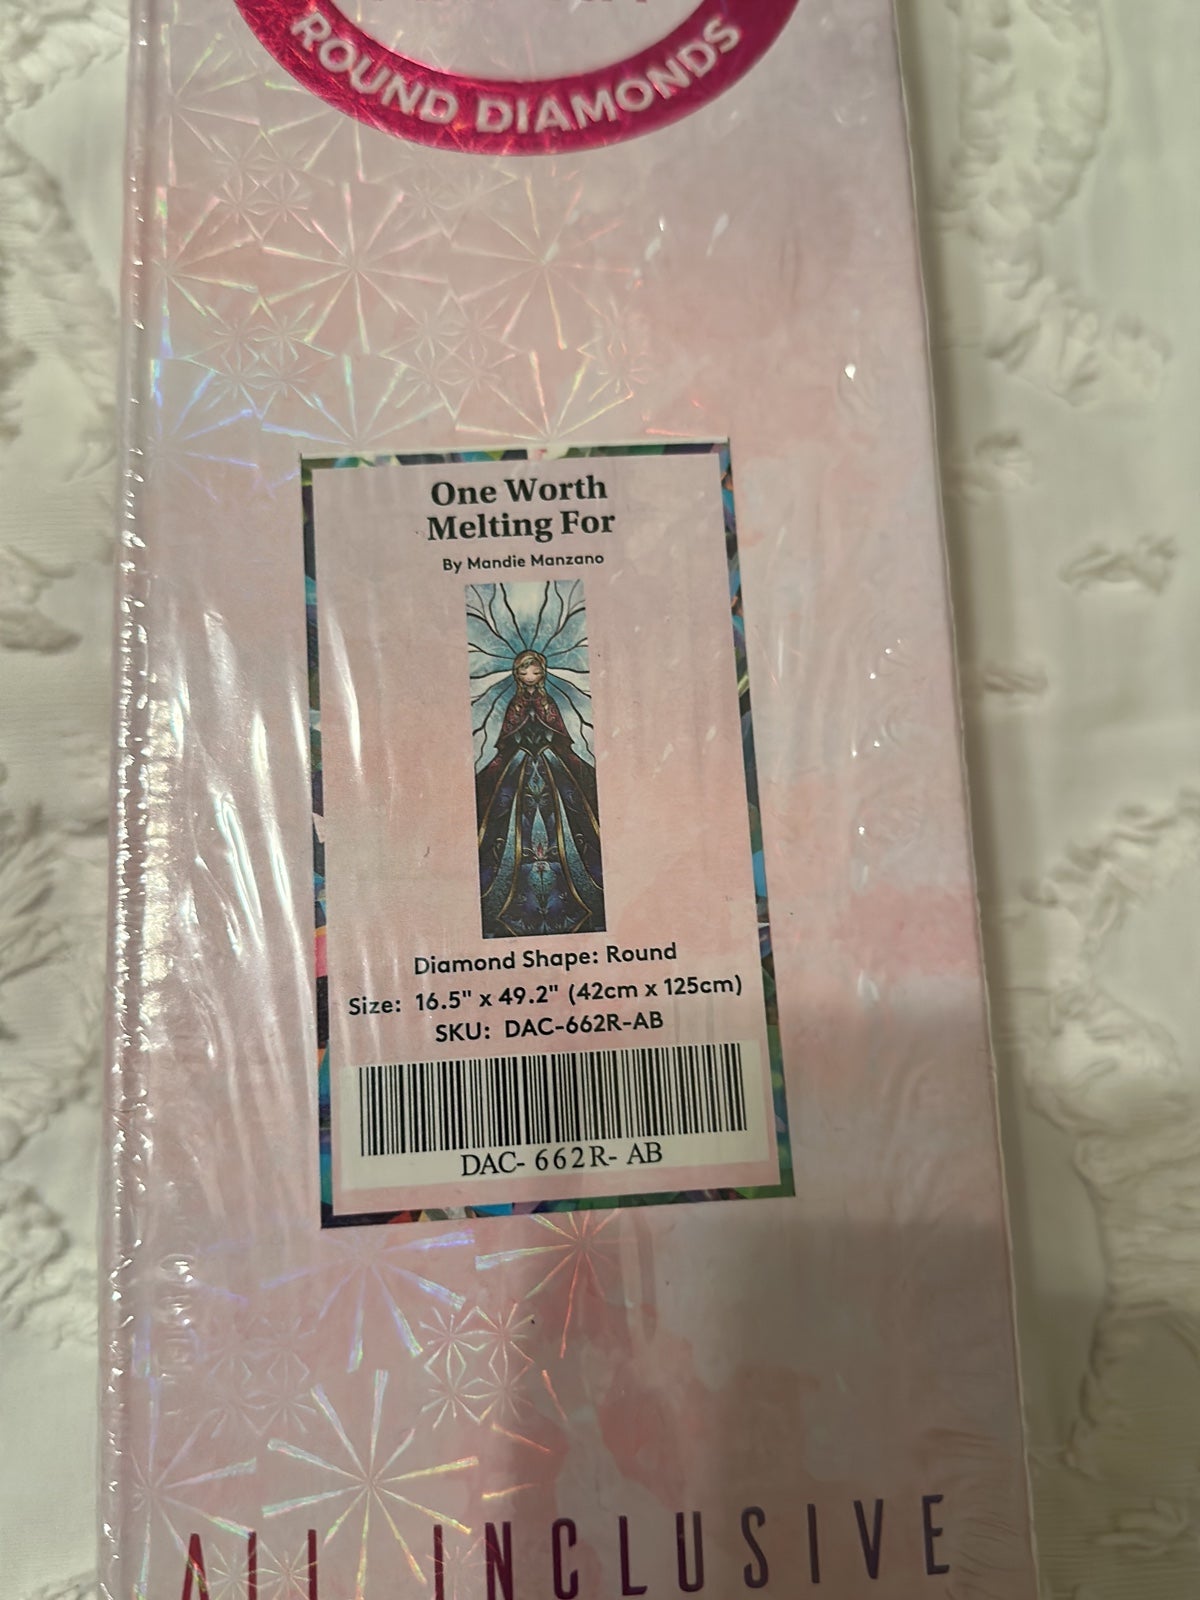 ROUND DIAMONDS
One Worth
Melting For
By Mandie Manzano
Diamond Shape: Round
Size: 16.5" x 49.2" (42cm x 125cm)
SKU: DAC-662R-AB
DAC- 662R- AB
ALL INCLUSIVE